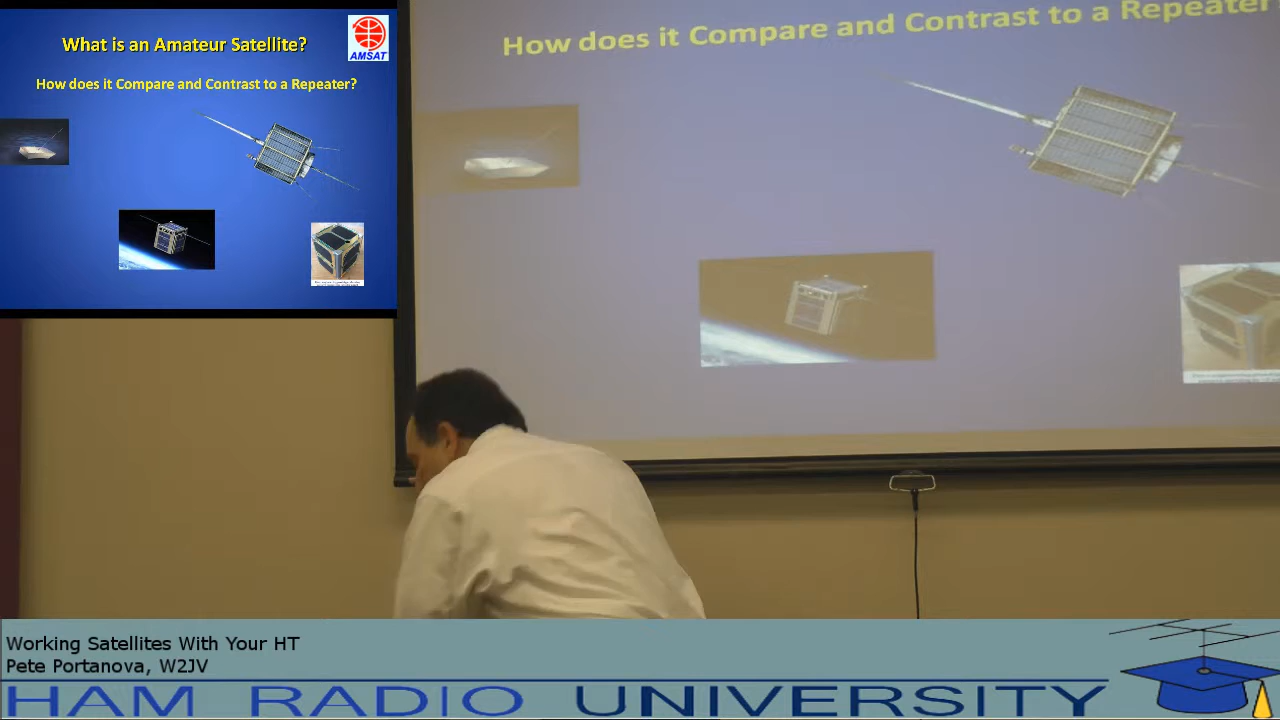 What is an Amateur Satellite?
AMSAT
How does it Compare and Contrast to a Repeater?
How does it Compare and Contrast to a Repeater?
Working Satellites With Your HT
Pete Portanova, W2JV
HAM RADIO UNIVERSITY